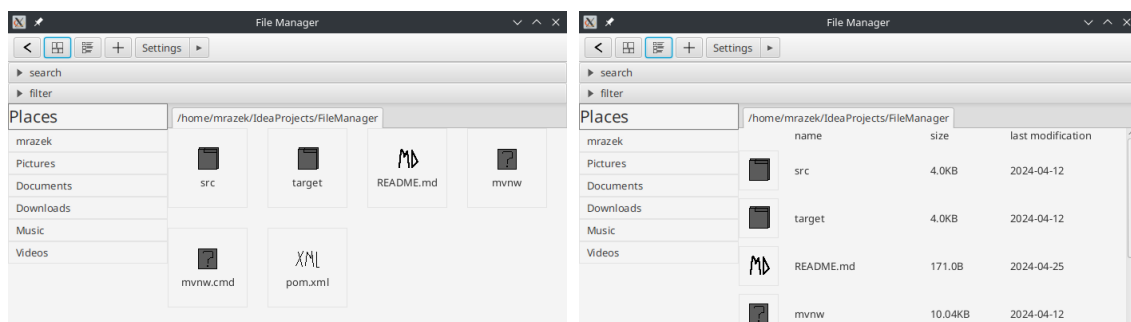 File Manager
Settings
search
filter
Places
/home/mrazek/IdeaProjects/FileManager
mrazek
Pictures
Documents
Downloads
Music
Videos
src target README.md mvnw
mvnw.cmd pom.xml
File Manager
Settings
search
filter
Places
/home/mrazek/IdeaProjects/FileManager
mrazek
Pictures
Documents
Downloads
Music
Videos
name size last modification
src 4.0KB 2024-04-12
target 4.0KB 2024-04-12
README.md 171.0B 2024-04-25
mvnw 10.04KB 2024-04-12